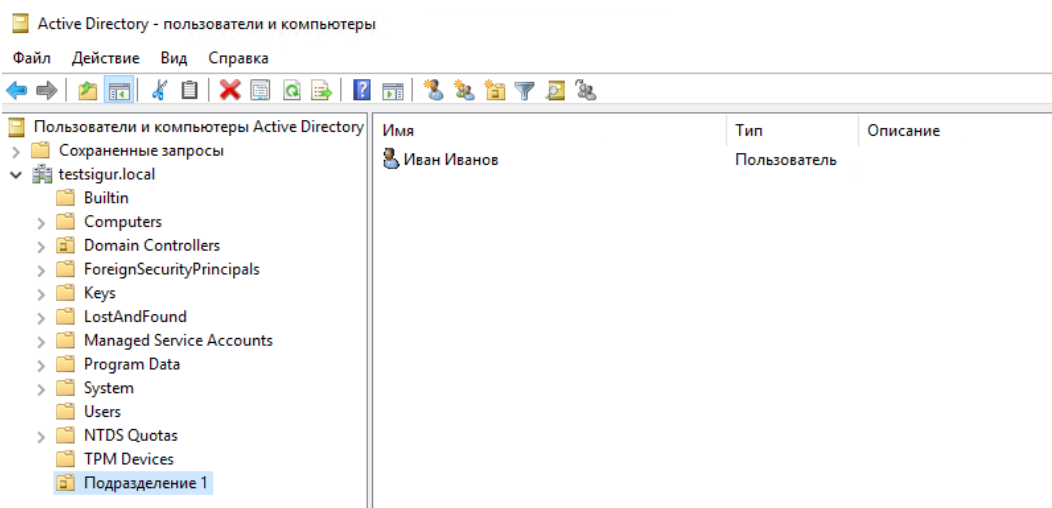 Active Directory - пользователи и компьютеры
Файл Действие Вид Справка
Пользователи и компьютеры Active Directory
Сохраненные запросы
testsigur.local
Builtin
Computers
Domain Controllers
ForeignSecurityPrincipals
Keys
LostAndFound
Managed Service Accounts
Program Data
System
Users
NTDS Quotas
TPM Devices
Подразделение 1
Имя Тип Описание
Иван Иванов Пользователь